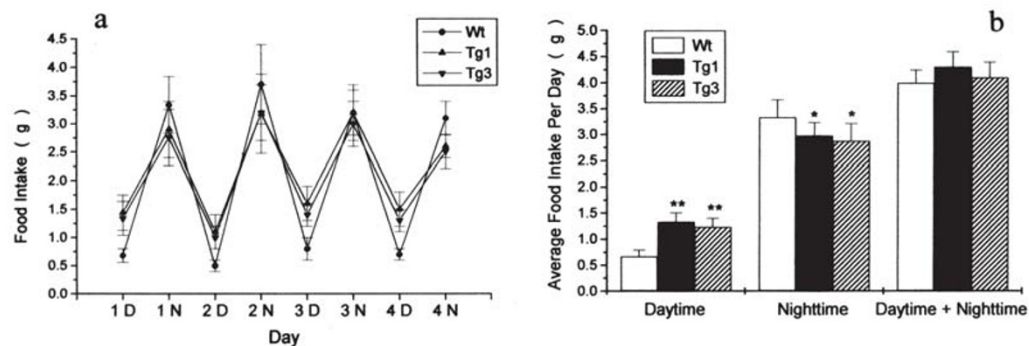 a
Food Intake ( g )
4.5
4.0
3.5
3.0
2.5
2.0
1.5
1.0
0.5
0.0
Wt
Tg1
Tg3
1 D 1 N 2 D 2 N 3 D 3 N 4 D 4 N
Day
b
Average Food Intake Per Day ( g )
5.0
4.5
4.0
3.5
3.0
2.5
2.0
1.5
1.0
0.5
0.0
Wt
Tg1
Tg3
** **
* *
Daytime Nighttime Daytime + Nighttime